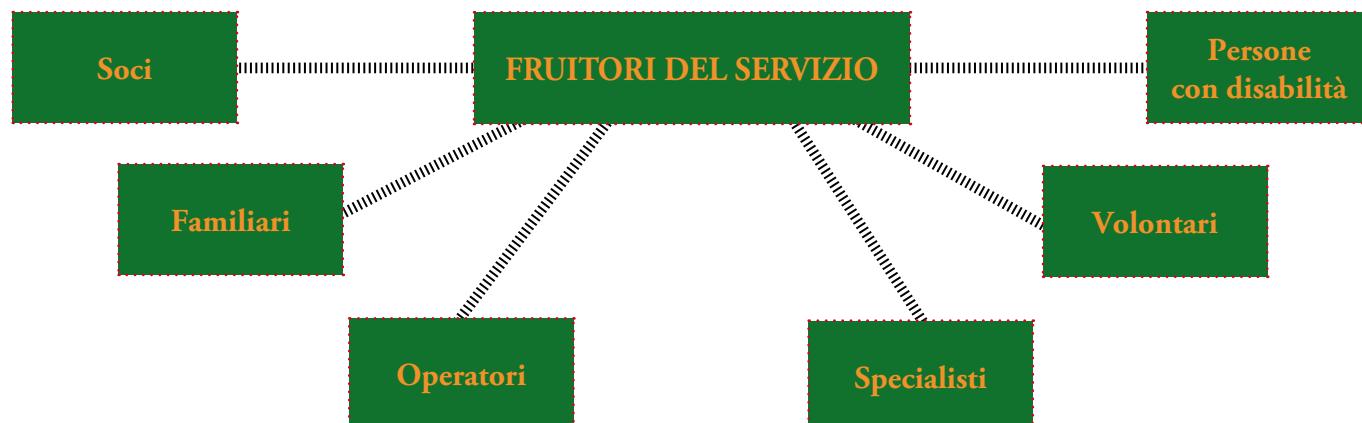 Soci
FRUITORI DEL SERVIZIO
Persone
con disabilità
Familiari
Volontari
Operatori
Specialisti